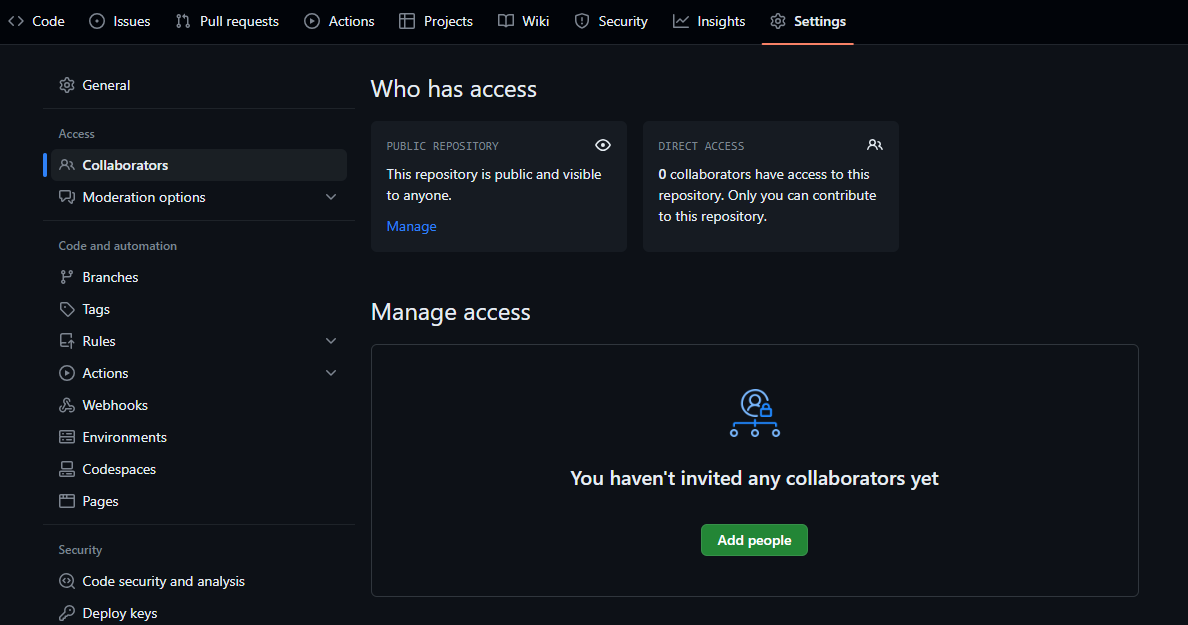 Code
Issues
Pull requests
Actions
Projects
Wiki
Security
Insights
Settings
General
Access
Collaborators
Moderation options
Code and automation
Branches
Tags
Rules
Actions
Webhooks
Environments
Codespaces
Pages
Security
Code security and analysis
Deploy keys
Who has access
PUBLIC REPOSITORY
This repository is public and visible
to anyone.
Manage
DIRECT ACCESS
0 collaborators have access to this
repository. Only you can contribute
to this repository.
Manage access
You haven't invited any collaborators yet
Add people